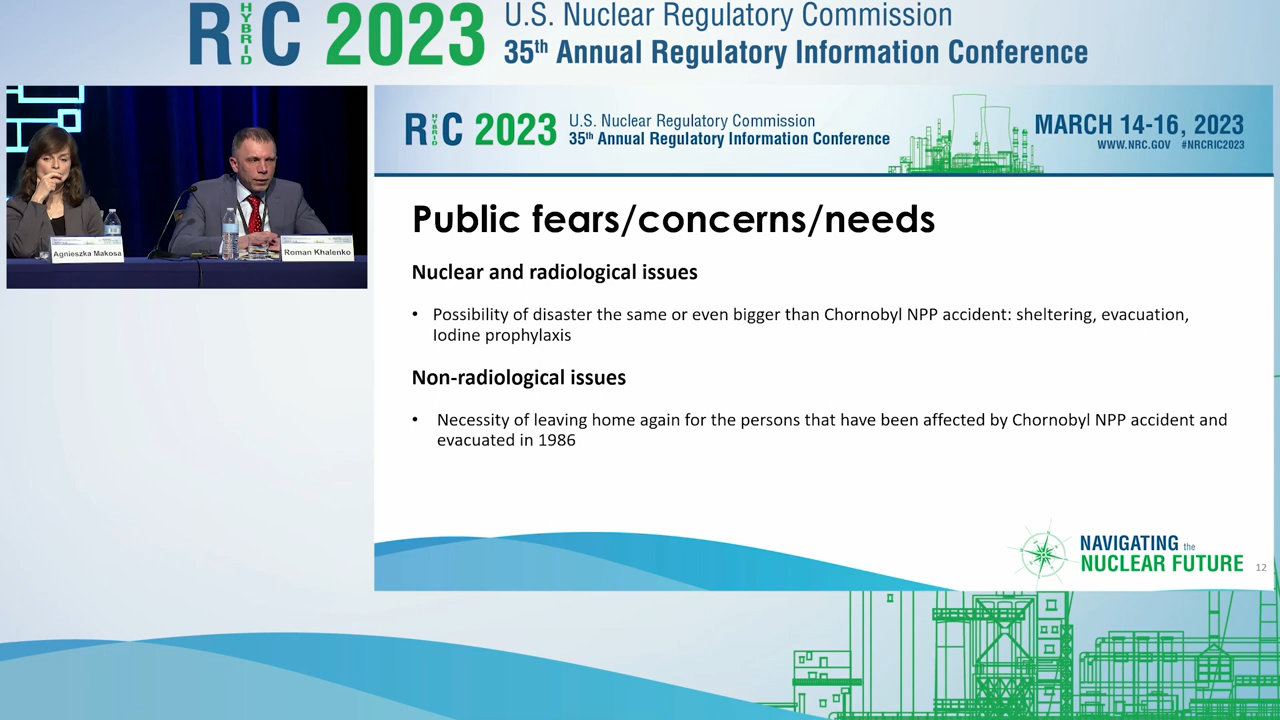 RIC 2023
HYBRID
U.S. Nuclear Regulatory Commission
35th Annual Regulatory Information Conference
Agnieszka Makosa
Roman Khalenko
RIC 2023
HYBRID
U.S. Nuclear Regulatory Commission
35th Annual Regulatory Information Conference
MARCH 14-16, 2023
WWW.NRC.GOV #NRCRIC2023
Public fears/concerns/needs
Nuclear and radiological issues
• Possibility of disaster the same or even bigger than Chornobyl NPP accident: sheltering, evacuation,
Iodine prophylaxis
Non-radiological issues
• Necessity of leaving home again for the persons that have been affected by Chornobyl NPP accident and
evacuated in 1986
NAVIGATING the
NUCLEAR FUTURE
12